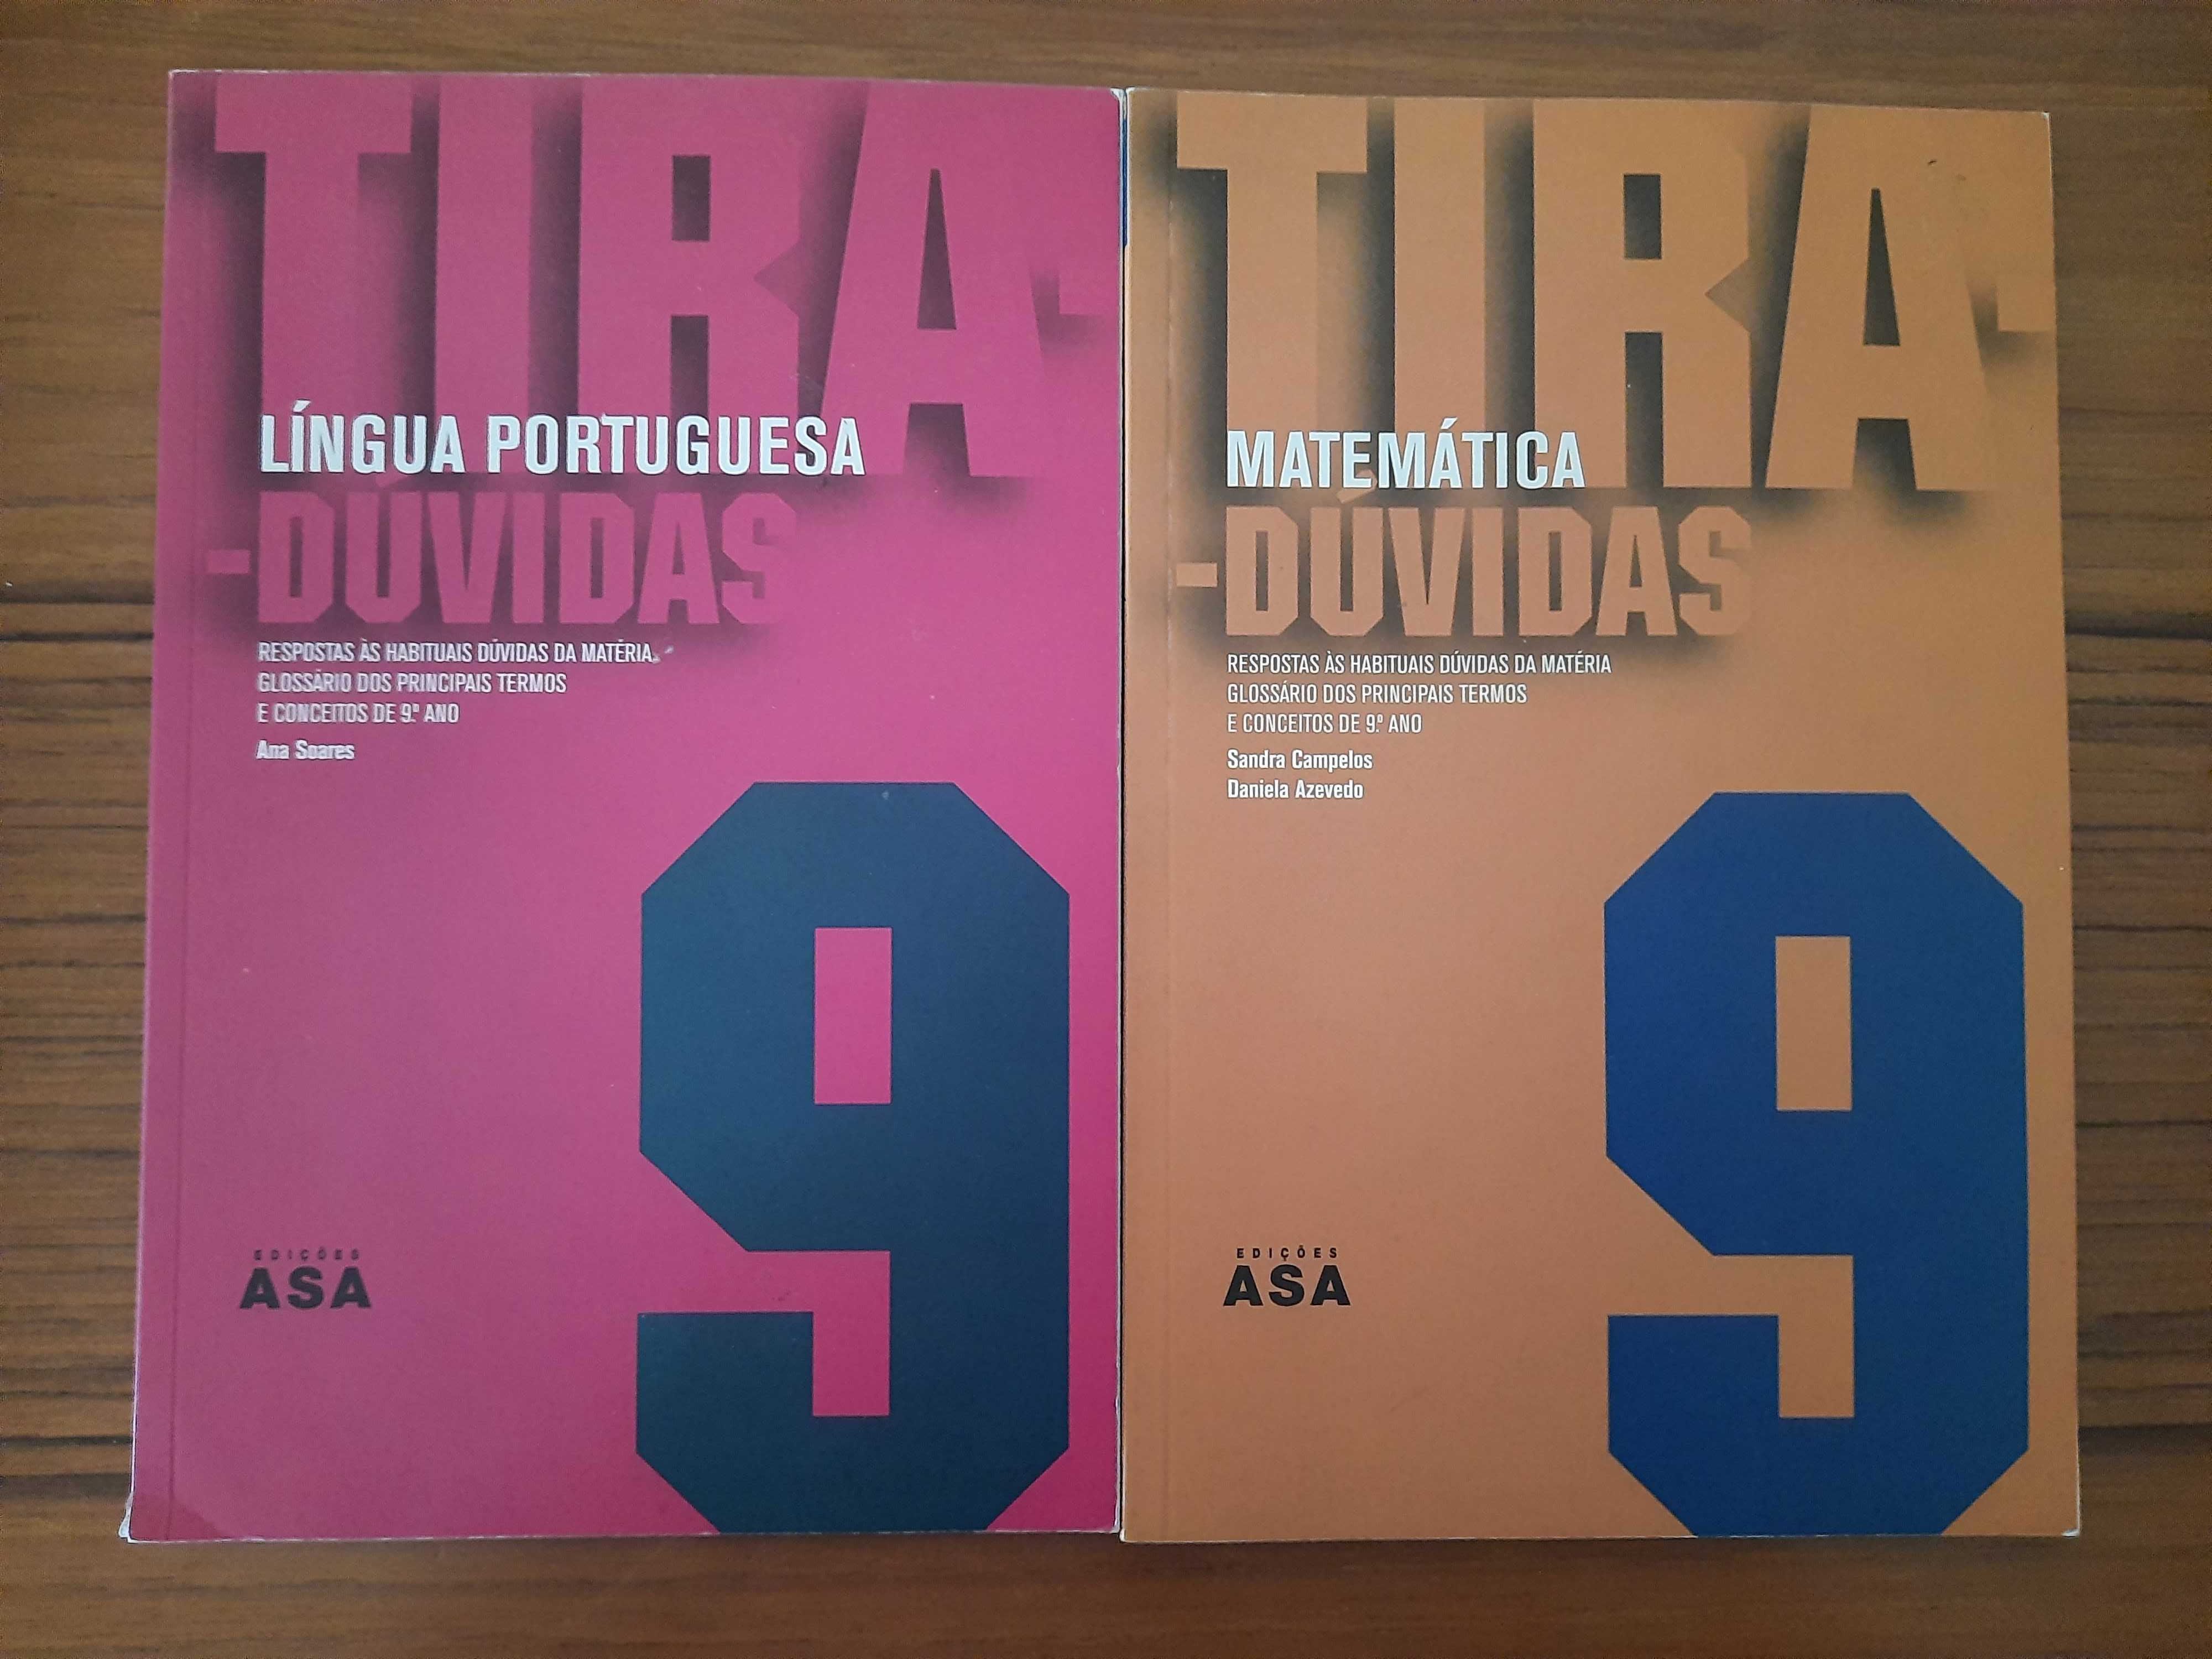 TIRA-
LÍNGUA PORTUGUESA
-DÚVIDAS
RESPOSTAS ÀS HABITUAIS DÚVIDAS DA MATÉRIA
GLOSSÁRIO DOS PRINCIPAIS TERMOS
E CONCEITOS DE 9.º ANO
Ana Soares
9
EDIÇÕES
ASA
TIRA-
MATEMÁTICA
-DÚVIDAS
RESPOSTAS ÀS HABITUAIS DÚVIDAS DA MATÉRIA
GLOSSÁRIO DOS PRINCIPAIS TERMOS
E CONCEITOS DE 9.º ANO
Sandra Campelos
Daniela Azevedo
9
EDIÇÕES
ASA